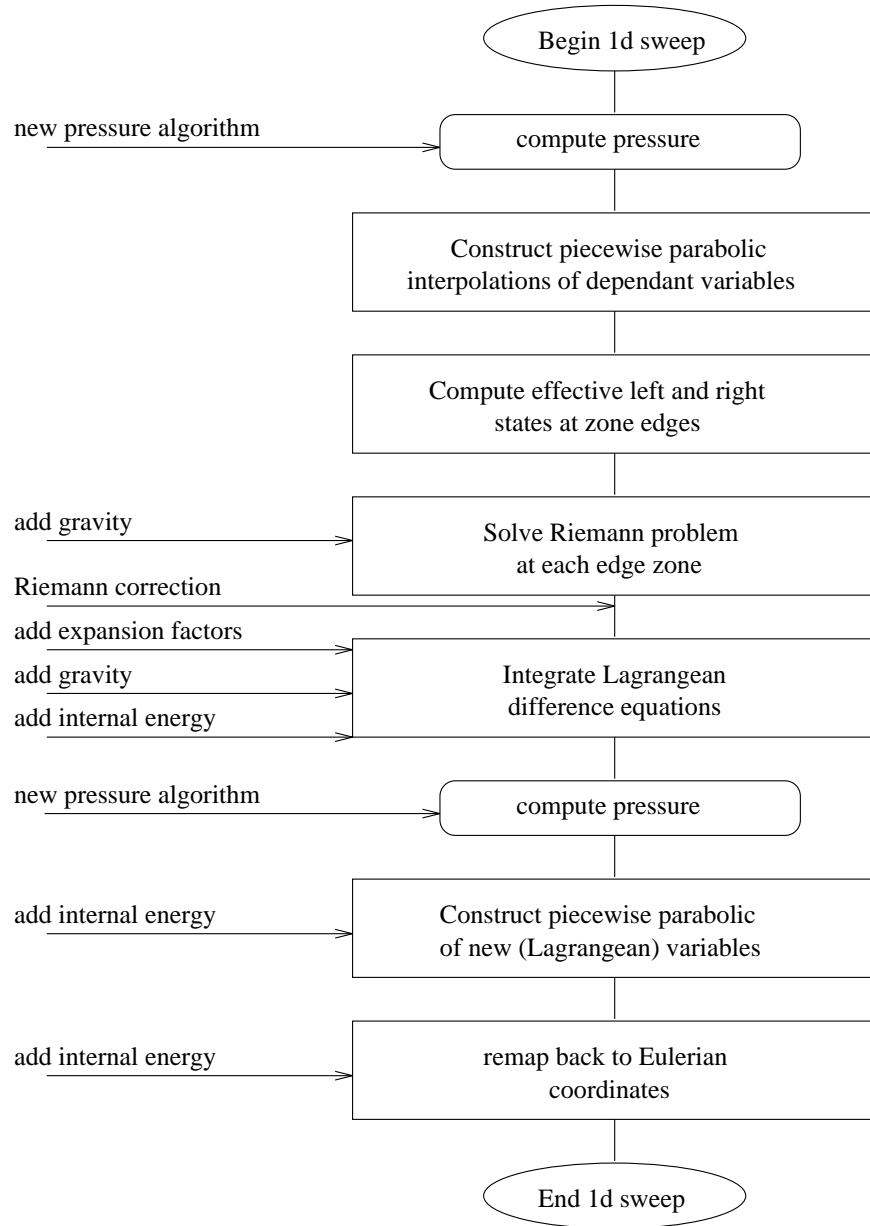 Begin 1d sweep
new pressure algorithm
compute pressure
Construct piecewise parabolic
interpolations of dependant variables
Compute effective left and right
states at zone edges
add gravity
Solve Riemann problem
at each edge zone
Riemann correction
add expansion factors
add gravity
Integrate Lagrangean
difference equations
add internal energy
new pressure algorithm
compute pressure
add internal energy
Construct piecewise parabolic
of new (Lagrangean) variables
add internal energy
remap back to Eulerian
coordinates
End 1d sweep